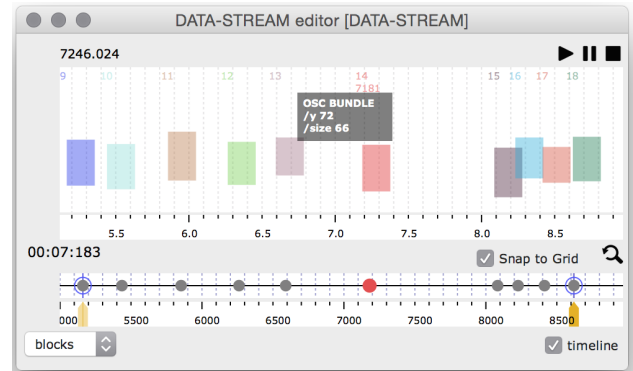 DATA-STREAM editor [DATA-STREAM]
7246.024
9 10 11 12 13 14 15 16 17 18
7181
OSC BUNDLE
/y 72
/size 66
5.5 6.0 6.5 7.0 7.5 8.0 8.5
00:07:183
Snap to Grid
000 5500 6000 6500 7000 7500 8000 8500
blocks
timeline